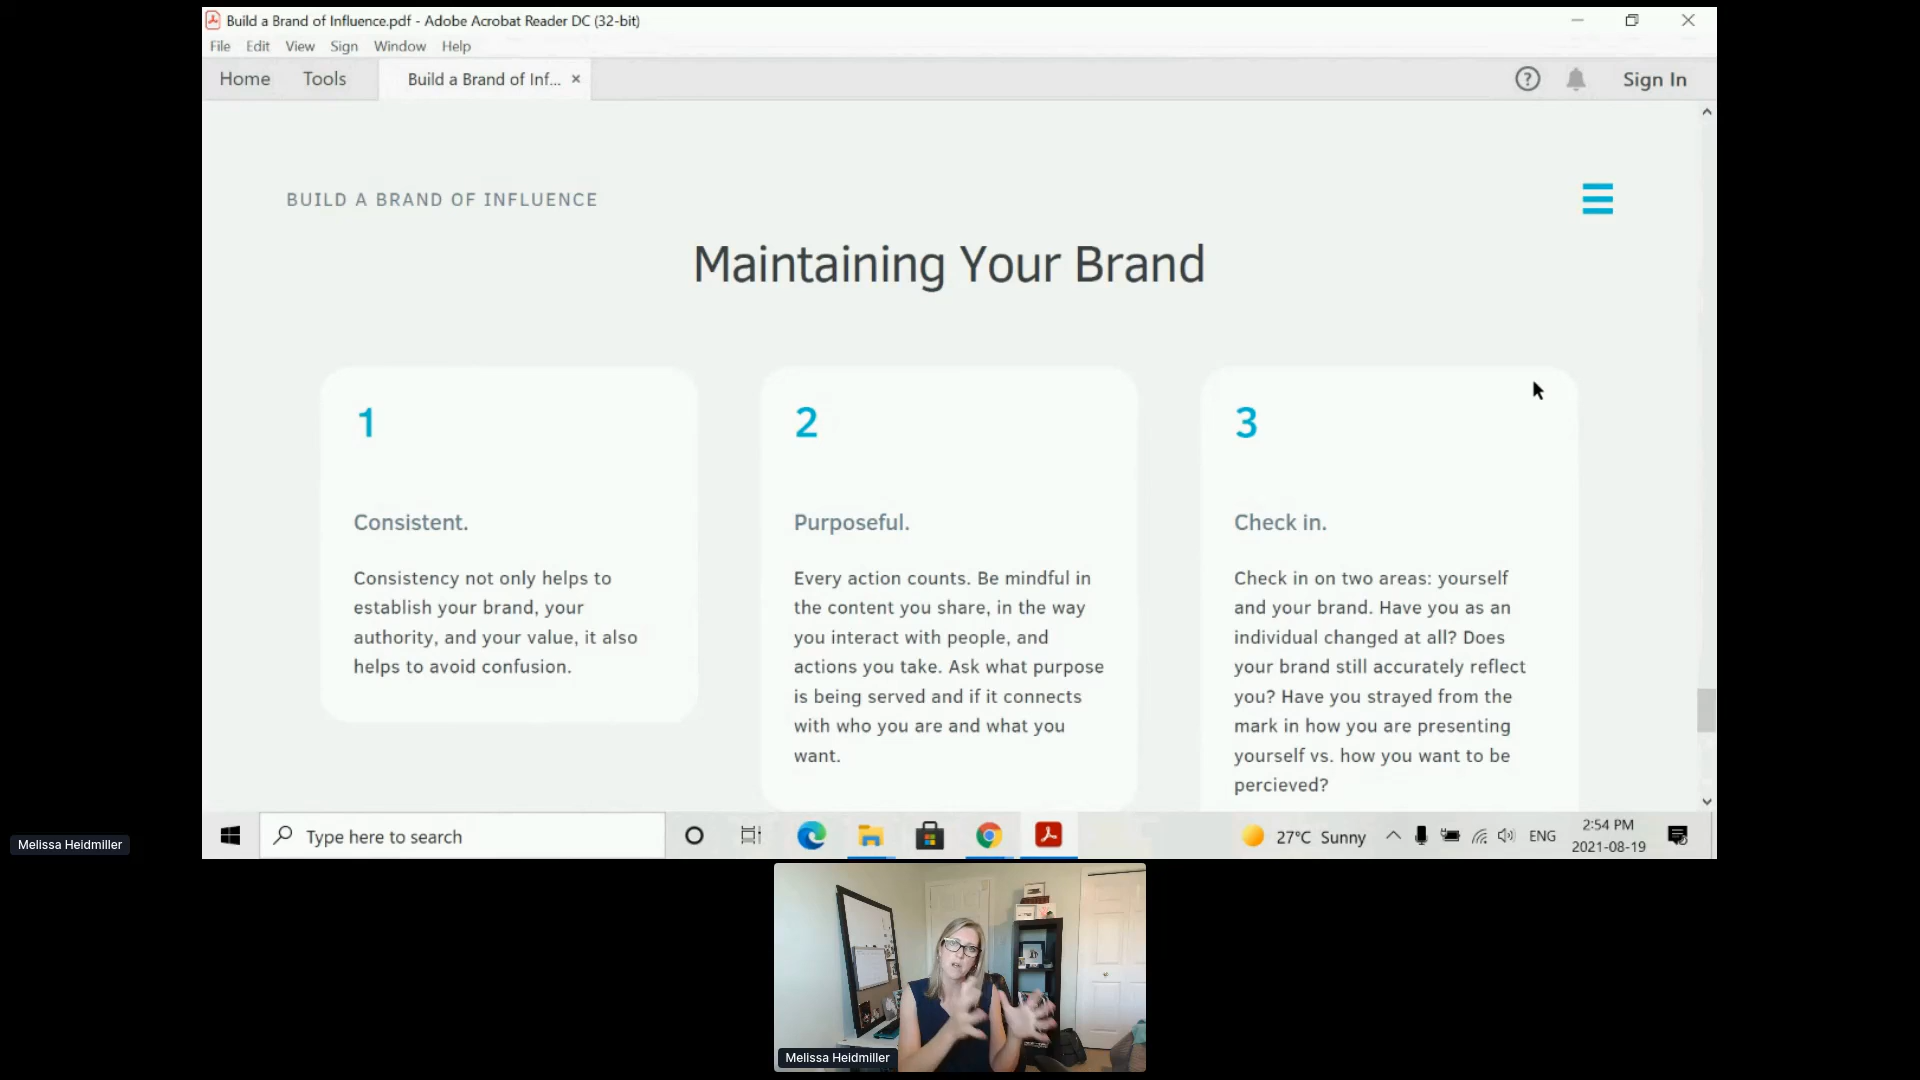 Build a Brand of Influence.pdf - Adobe Acrobat Reader DC (32-bit)
File Edit View Sign Window Help
Home Tools Build a Brand of Inf... × Sign In
BUILD A BRAND OF INFLUENCE
Maintaining Your Brand
1
Consistent.
Consistency not only helps to
establish your brand, your
authority, and your value, it also
helps to avoid confusion.
2
Purposeful.
Every action counts. Be mindful in
the content you share, in the way
you interact with people, and
actions you take. Ask what purpose
is being served and if it connects
with who you are and what you
want.
3
Check in.
Check in on two areas: yourself
and your brand. Have you as an
individual changed at all? Does
your brand still accurately reflect
you? Have you strayed from the
mark in how you are presenting
yourself vs. how you want to be
percieved?
Type here to search
27°C Sunny
ENG
2:54 PM
2021-08-19
Melissa Heidmiller
Melissa Heidmiller